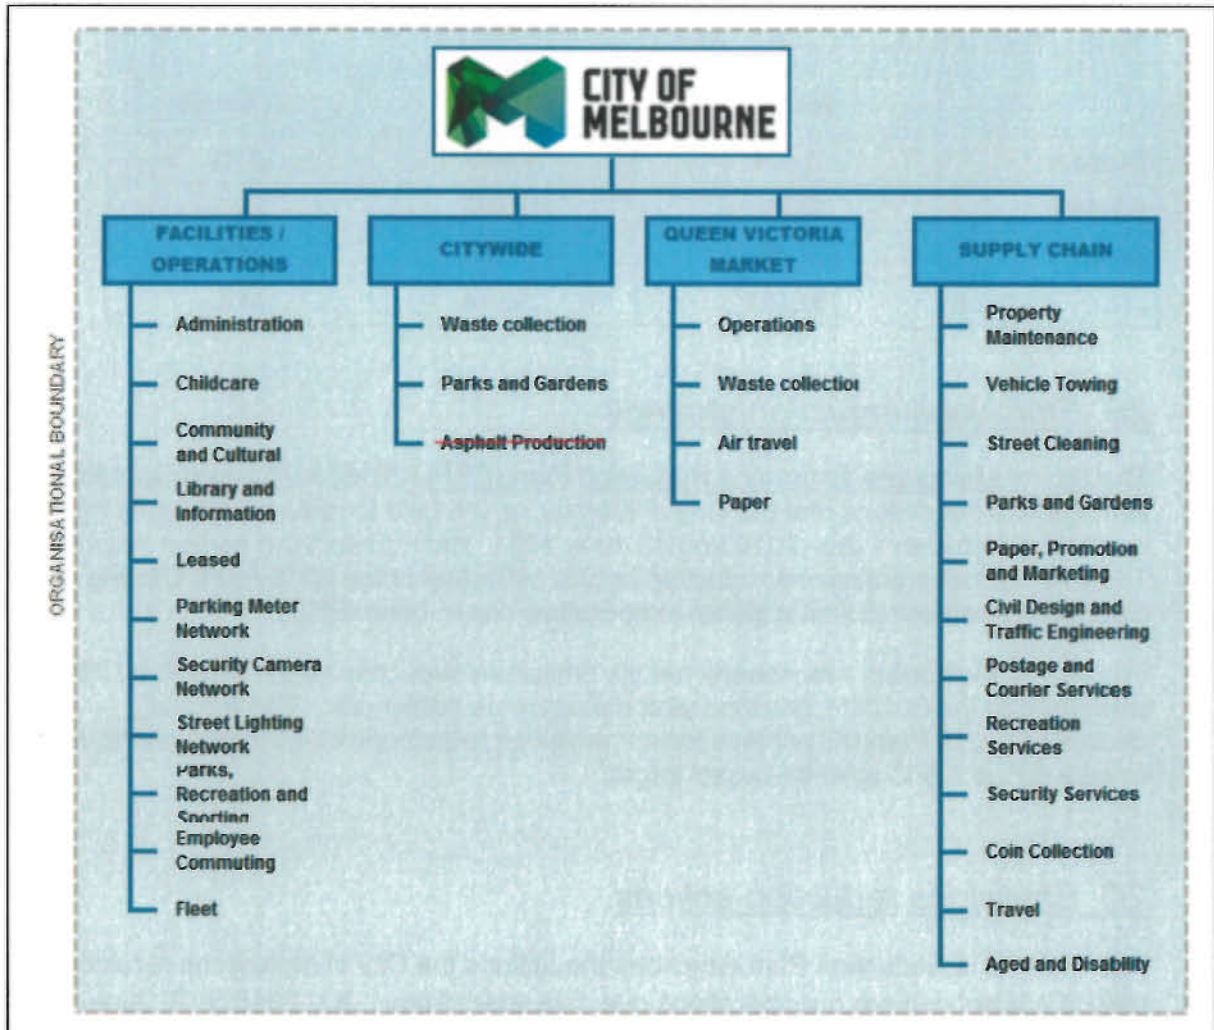 ORGANISATIONAL BOUNDARY
CITY OF
MELBOURNE
FACILITIES /
OPERATIONS
Administration
Childcare
Community
and Cultural
Library and
Information
Leased
Parking Meter
Network
Security Camera
Network
Street Lighting
Network
Parks,
Recreation and
Sporting
Employee
Commuting
Fleet
CITYWIDE
Waste collection
Parks and Gardens
Asphalt Production
QUEEN VICTORIA
MARKET
Operations
Waste collection
Air travel
Paper
SUPPLY CHAIN
Property
Maintenance
Vehicle Towing
Street Cleaning
Parks and Gardens
Paper, Promotion
and Marketing
Civil Design and
Traffic Engineering
Postage and
Courier Services
Recreation
Services
Security Services
Coin Collection
Travel
Aged and Disability